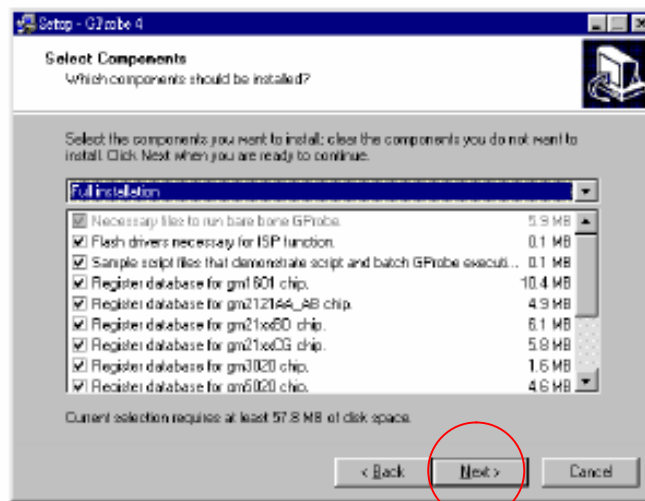 Setup - GProbe 4
Select Components
Which components should be installed?
Select the components you want to install; clear the components you do not want to
install. Click Next when you are ready to continue.
Full installation
Necessary files to run bare bone GProbe. 5.9 MB
Flash drivers necessary for ISP function. 0.1 MB
Sample script files that demonstrate script and batch GProbe executi... 0.1 MB
Register database for gm1601 chip. 10.4 MB
Register database for gm2121AA_AB chip. 4.9 MB
Register database for gm21xxBD chip. 6.1 MB
Register database for gm21xxCG chip. 5.8 MB
Register database for gm3020 chip. 1.6 MB
Register database for gm5020 chip. 4.6 MB
Current selection requires at least 57.8 MB of disk space.
< Back Next > Cancel